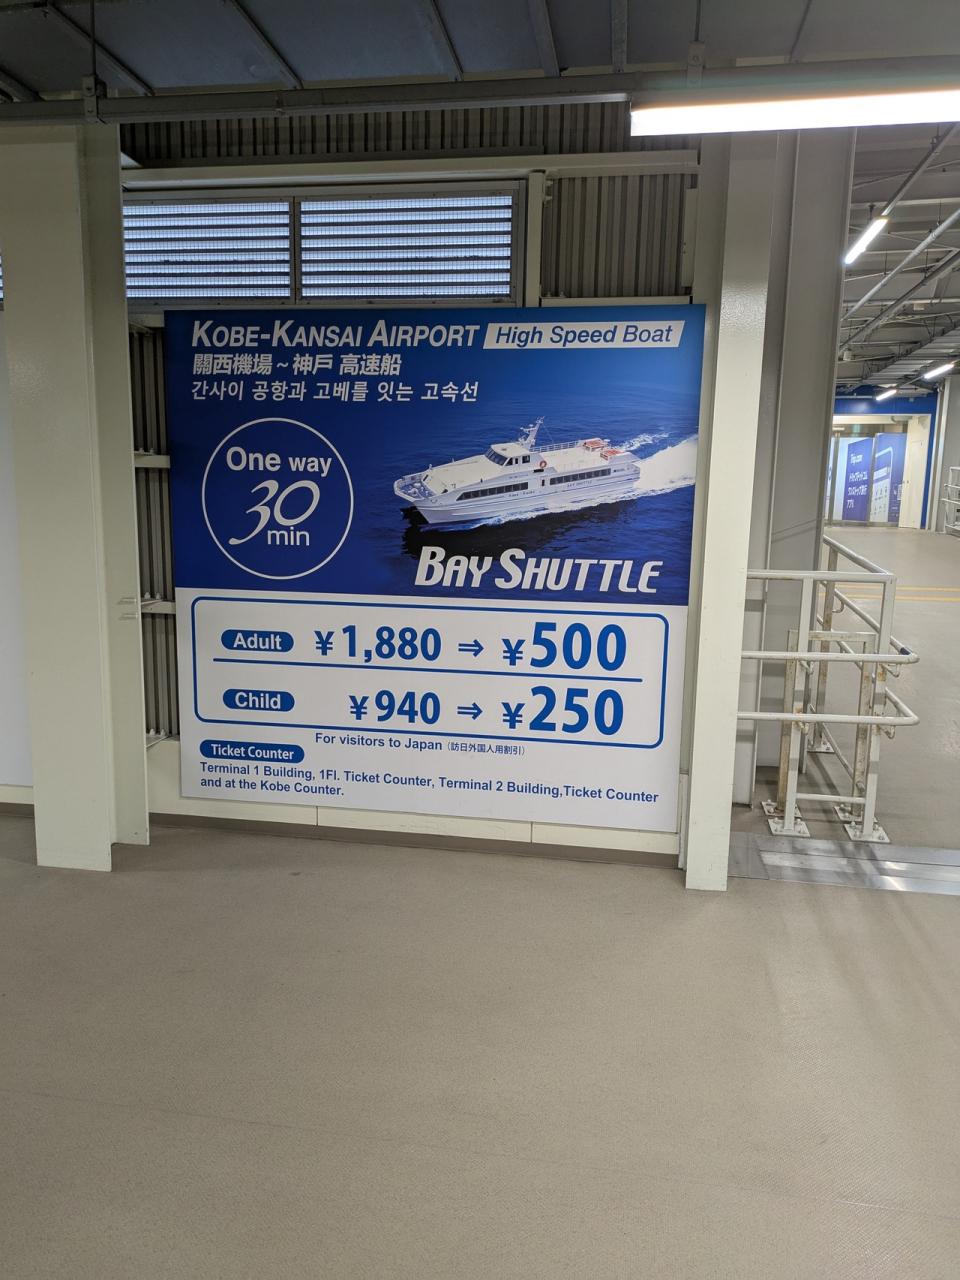 KOBE-KANSAI AIRPORT High Speed Boat
關西機場~神戶 高速船
간사이 공항과 고베를 잇는 고속선
One way
30
min
BAY SHUTTLE
Adult ¥1,880 ⇒ ¥500
Child ¥940 ⇒ ¥250
For visitors to Japan (訪日外国人用割引)
Ticket Counter
Terminal 1 Building, 1Fl. Ticket Counter, Terminal 2 Building,Ticket Counter
and at the Kobe Counter.
Trip.com